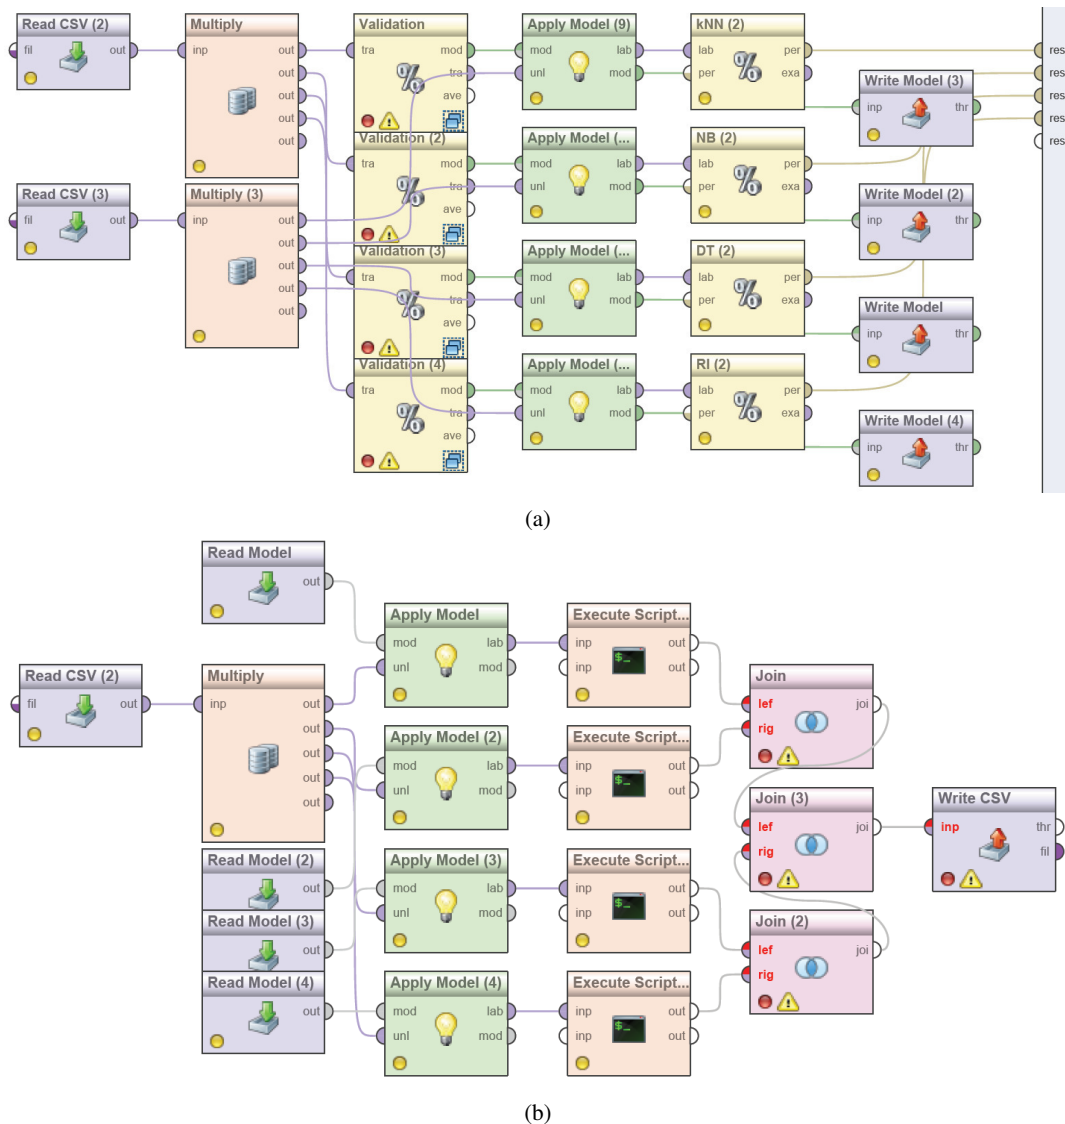 Read CSV (2)
fil out
Multiply
inp out
out
out
out
out
Read CSV (3)
fil out
Multiply (3)
inp out
out
out
out
out
Validation
tra mod
tra
ave
%
Validation (2)
tra mod
tra
ave
%
Validation (3)
tra mod
tra
ave
%
Validation (4)
tra mod
tra
ave
%
Apply Model (9)
mod lab
unl mod
Apply Model (...
mod lab
unl mod
Apply Model (...
mod lab
unl mod
Apply Model (...
mod lab
unl mod
kNN (2)
lab per
per exa
%
NB (2)
lab per
per exa
%
DT (2)
lab per
per exa
%
RI (2)
lab per
per exa
%
Write Model (3)
inp thr
Write Model (2)
inp thr
Write Model
inp thr
Write Model (4)
inp thr
res
res
res
res
res
(a)
Read Model
out
Read CSV (2)
fil out
Multiply
inp out
out
out
out
out
Read Model (2)
out
Read Model (3)
out
Read Model (4)
out
Apply Model
mod lab
unl mod
Apply Model (2)
mod lab
unl mod
Apply Model (3)
mod lab
unl mod
Apply Model (4)
mod lab
unl mod
Execute Script...
inp out
inp out
$_
Execute Script...
inp out
inp out
$_
Execute Script...
inp out
inp out
$_
Execute Script...
inp out
inp out
$_
Join
lef joi
rig
Join (3)
lef joi
rig
Join (2)
lef joi
rig
Write CSV
inp thr
fil
(b)